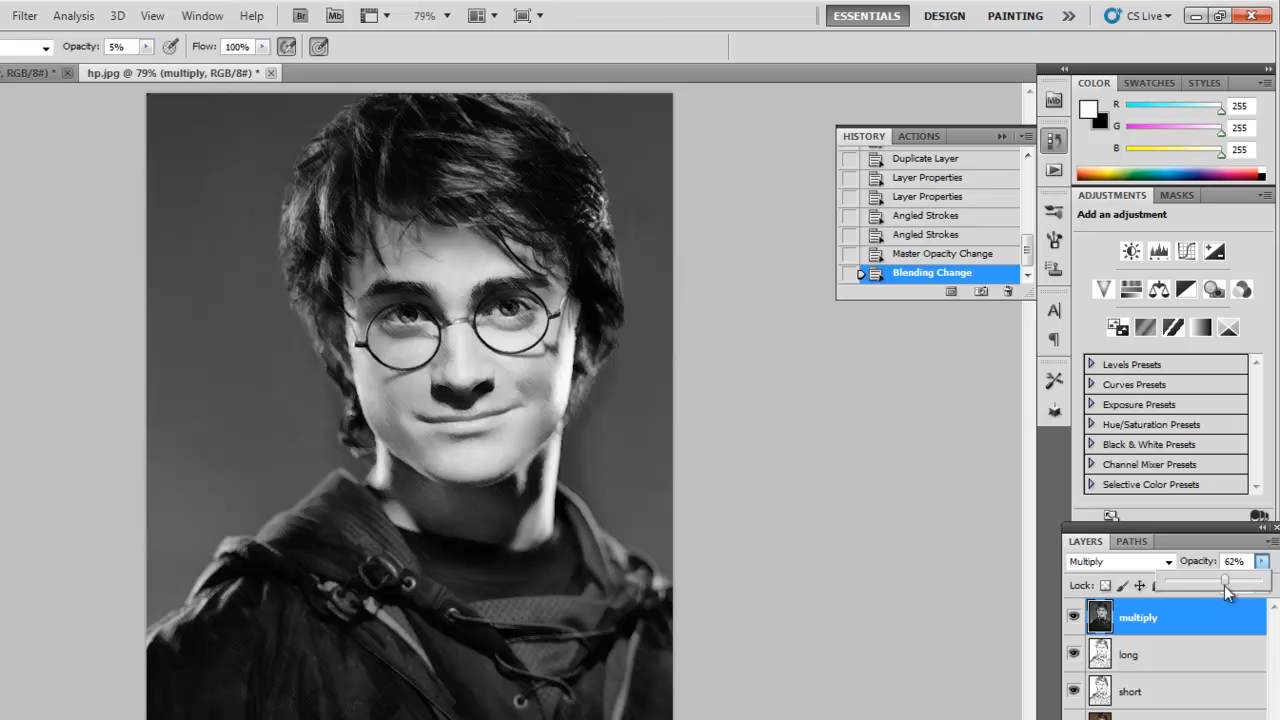 Filter Analysis 3D View Window Help Br Mb 79% ESSENTIALS DESIGN PAINTING CS Live
Opacity: 5% Flow: 100%
, RGB/8#) * hp.jpg @ 79% (multiply, RGB/8#) *
COLOR SWATCHES STYLES
Mb
R 255
G 255
B 255
HISTORY ACTIONS
Duplicate Layer
Layer Properties
Layer Properties
Angled Strokes
Angled Strokes
Master Opacity Change
Blending Change
ADJUSTMENTS MASKS
Add an adjustment
Levels Presets
Curves Presets
Exposure Presets
Hue/Saturation Presets
Black & White Presets
Channel Mixer Presets
Selective Color Presets
LAYERS PATHS
Multiply Opacity: 62%
Lock:
multiply
long
short